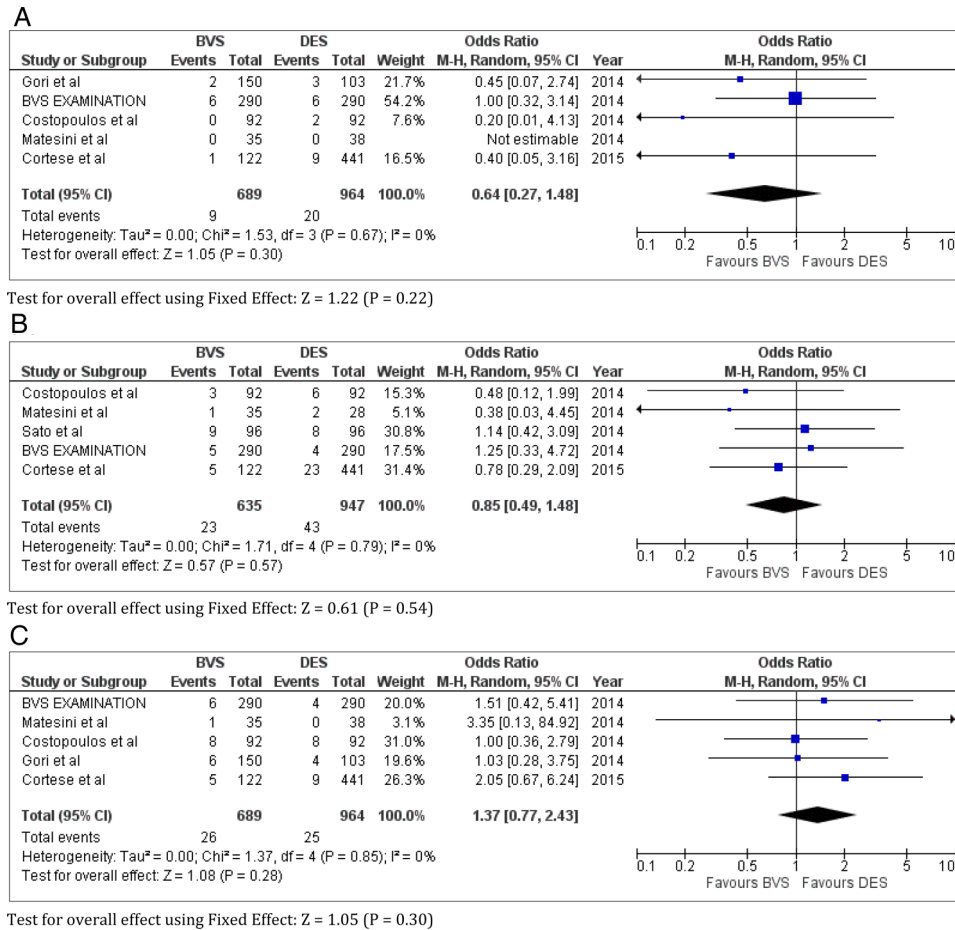 A
BVS DES Odds Ratio Odds Ratio
Study or Subgroup Events Total Events Total Weight M-H, Random, 95% CI Year M-H, Random, 95% CI
Gori et al 2 150 3 103 21.7% 0.45 [0.07, 2.74] 2014
BVS EXAMINATION 6 290 6 290 54.2% 1.00 [0.32, 3.14] 2014
Costopoulos et al 0 92 2 92 7.6% 0.20 [0.01, 4.13] 2014
Matesini et al 0 35 0 38 Not estimable 2014
Cortese et al 1 122 9 441 16.5% 0.40 [0.05, 3.16] 2015
Total (95% CI) 689 964 100.0% 0.64 [0.27, 1.48]
Total events 9 20
Heterogeneity: Tau² = 0.00; Chi² = 1.53, df = 3 (P = 0.67); I² = 0%
Test for overall effect: Z = 1.05 (P = 0.30)
0.1 0.2 1 2 5 10
Favours BVS Favours DES
Test for overall effect using Fixed Effect: Z = 1.22 (P = 0.22)
B
BVS DES Odds Ratio Odds Ratio
Study or Subgroup Events Total Events Total Weight M-H, Random, 95% CI Year M-H, Random, 95% CI
Costopoulos et al 3 92 6 92 15.3% 0.48 [0.12, 1.99] 2014
Matesini et al 1 35 2 28 5.1% 0.38 [0.03, 4.45] 2014
Sato et al 9 96 8 96 30.8% 1.14 [0.42, 3.09] 2014
BVS EXAMINATION 5 290 4 290 17.5% 1.25 [0.33, 4.72] 2014
Cortese et al 5 122 23 441 31.4% 0.78 [0.29, 2.09] 2015
Total (95% CI) 635 947 100.0% 0.85 [0.49, 1.48]
Total events 23 43
Heterogeneity: Tau² = 0.00; Chi² = 1.71, df = 4 (P = 0.79); I² = 0%
Test for overall effect: Z = 0.57 (P = 0.57)
0.1 0.2 1 2 5 10
Favours BVS Favours DES
Test for overall effect using Fixed Effect: Z = 0.61 (P = 0.54)
C
BVS DES Odds Ratio Odds Ratio
Study or Subgroup Events Total Events Total Weight M-H, Random, 95% CI Year M-H, Random, 95% CI
BVS EXAMINATION 6 290 4 290 20.0% 1.51 [0.42, 5.41] 2014
Matesini et al 1 35 0 38 3.1% 3.35 [0.13, 84.92] 2014
Costopoulos et al 8 92 8 92 31.0% 1.00 [0.36, 2.79] 2014
Gori et al 6 150 4 103 19.6% 1.03 [0.28, 3.75] 2014
Cortese et al 5 122 9 441 26.3% 2.05 [0.67, 6.24] 2015
Total (95% CI) 689 964 100.0% 1.37 [0.77, 2.43]
Total events 26 25
Heterogeneity: Tau² = 0.00; Chi² = 1.37, df = 4 (P = 0.85); I² = 0%
Test for overall effect: Z = 1.08 (P = 0.28)
0.1 0.2 1 2 5 10
Favours BVS Favours DES
Test for overall effect using Fixed Effect: Z = 1.05 (P = 0.30)